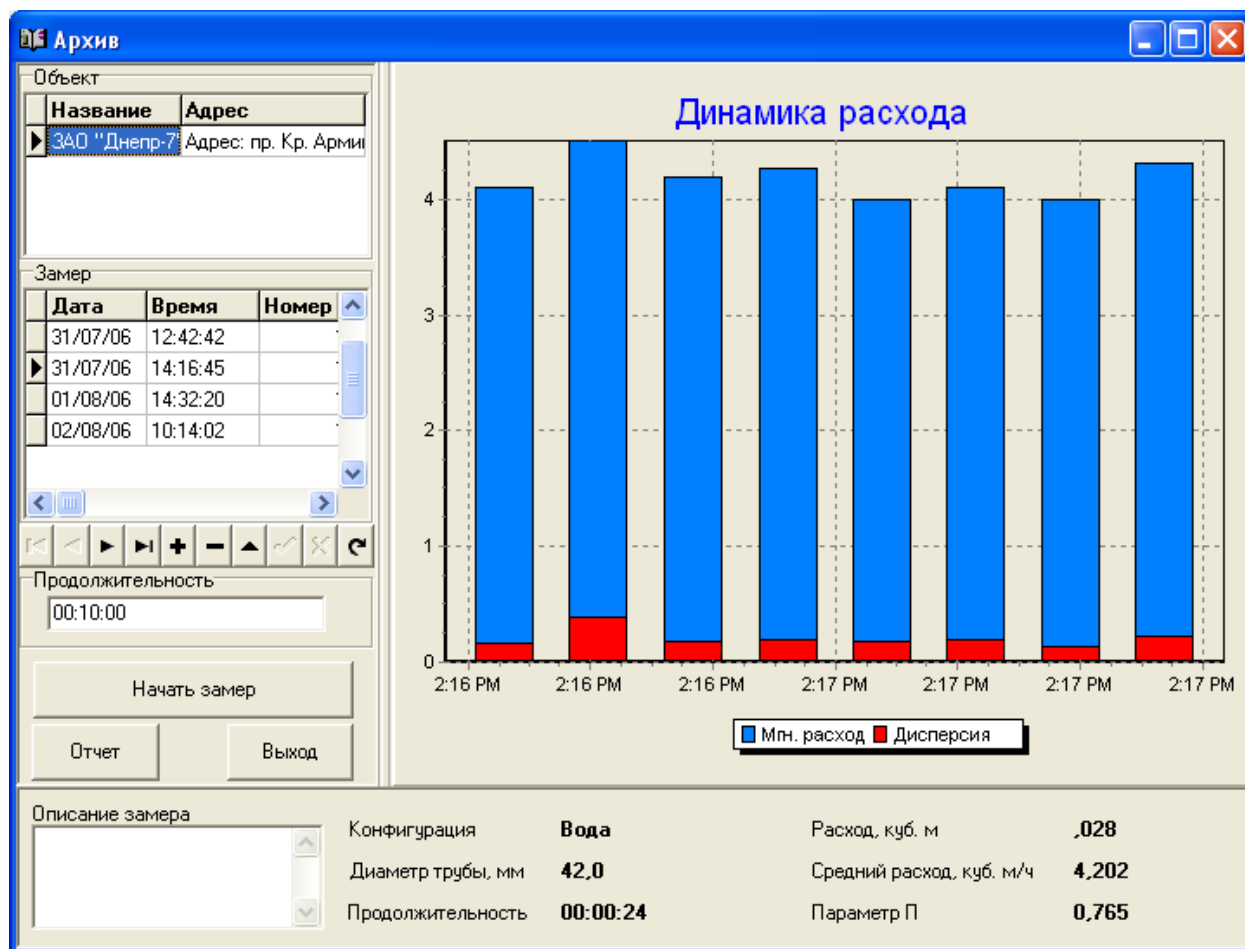 Архив
Объект
Название Адрес
ЗАО "Днепр-7" Адрес: пр. Кр. Арми
Замер
Дата Время Номер
31/07/06 12:42:42
31/07/06 14:16:45
01/08/06 14:32:20
02/08/06 10:14:02
Продолжительность
00:10:00
Начать замер
Отчет Выход
Динамика расхода
4
3
2
1
0
2:16 PM 2:16 PM 2:16 PM 2:17 PM 2:17 PM 2:17 PM 2:17 PM
Мгн. расход Дисперсия
Описание замера
Конфигурация Вода Расход, куб. м ,028
Диаметр трубы, мм 42,0 Средний расход, куб. м/ч 4,202
Продолжительность 00:00:24 Параметр П 0,765